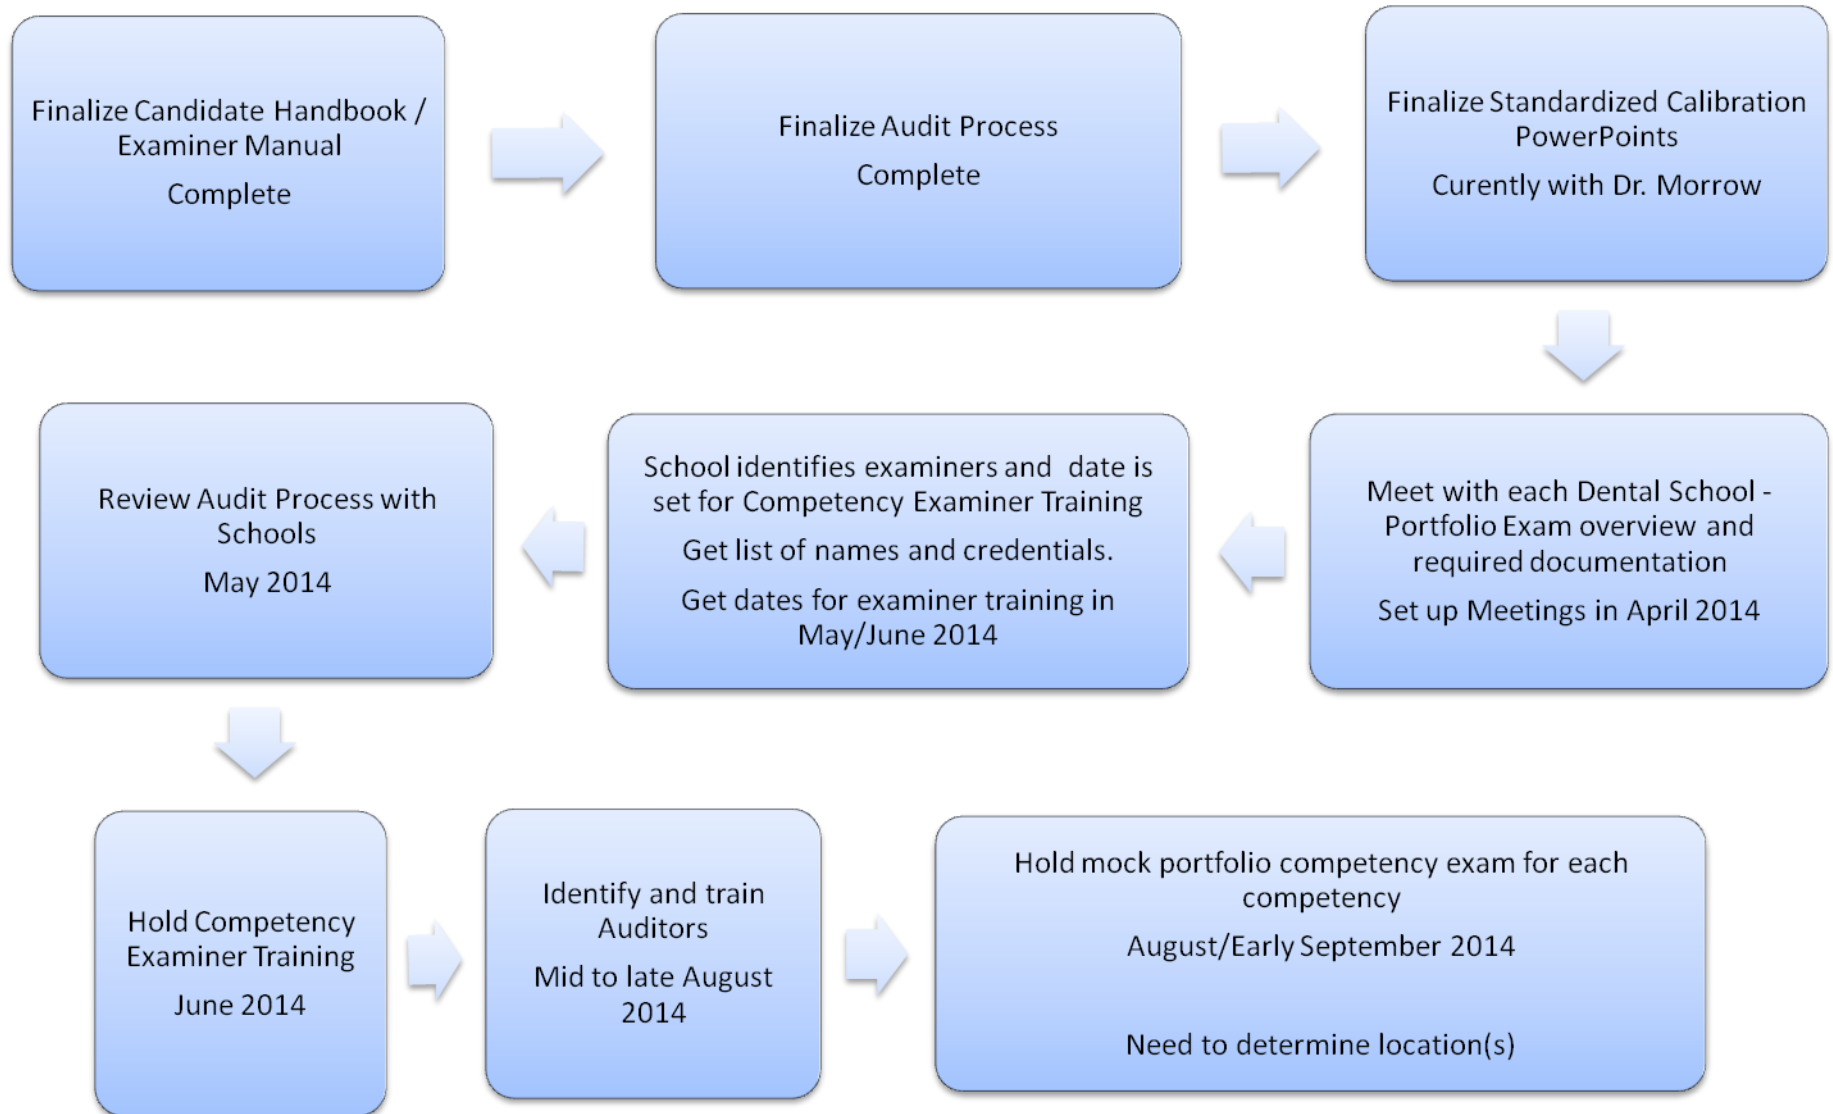 Finalize Candidate Handbook /
Examiner Manual
Complete
Finalize Audit Process
Complete
Finalize Standardized Calibration
PowerPoints
Curently with Dr. Morrow
Meet with each Dental School -
Portfolio Exam overview and
required documentation
Set up Meetings in April 2014
School identifies examiners and date is
set for Competency Examiner Training
Get list of names and credentials.
Get dates for examiner training in
May/June 2014
Review Audit Process with
Schools
May 2014
Hold Competency
Examiner Training
June 2014
Identify and train
Auditors
Mid to late August
2014
Hold mock portfolio competency exam for each
competency
August/Early September 2014
Need to determine location(s)